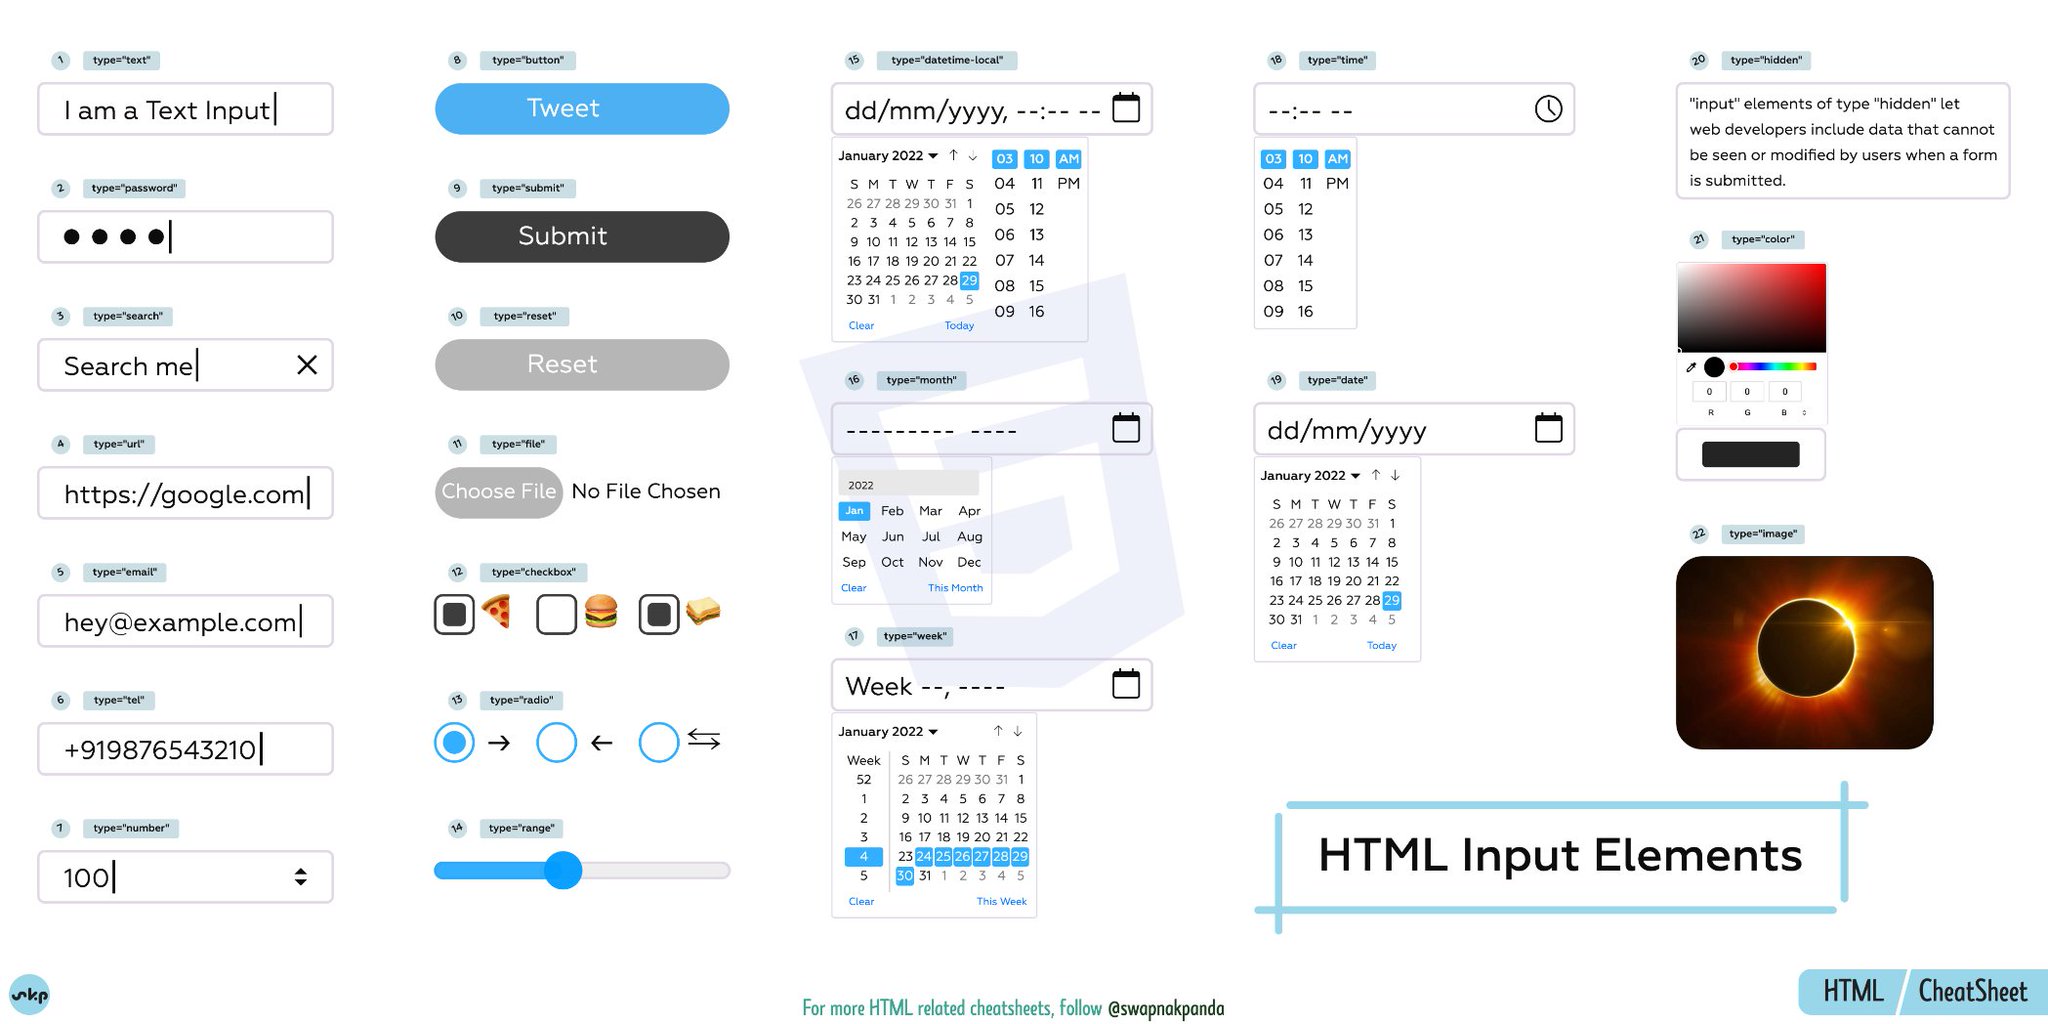 1 type="text"
I am a Text Input
2 type="password"
3 type="search"
Search me
4 type="url"
https://google.com
5 type="email"
hey@example.com
6 type="tel"
+919876543210
7 type="number"
100
8 type="button"
Tweet
9 type="submit"
Submit
10 type="reset"
Reset
11 type="file"
Choose File No File Chosen
12 type="checkbox"
13 type="radio"
14 type="range"
15 type="datetime-local"
dd/mm/yyyy, --:-- --
January 2022
S M T W T F S
26 27 28 29 30 31 1
2 3 4 5 6 7 8
9 10 11 12 13 14 15
16 17 18 19 20 21 22
23 24 25 26 27 28 29
30 31 1 2 3 4 5
Clear Today
03 10 AM
04 11 PM
05 12
06 13
07 14
08 15
09 16
16 type="month"
--------- ----
2022
Jan Feb Mar Apr
May Jun Jul Aug
Sep Oct Nov Dec
Clear This Month
17 type="week"
Week --, ----
January 2022
Week S M T W T F S
52 26 27 28 29 30 31 1
1 2 3 4 5 6 7 8
2 9 10 11 12 13 14 15
3 16 17 18 19 20 21 22
4 23 24 25 26 27 28 29
5 30 31 1 2 3 4 5
Clear This Week
18 type="time"
--:-- --
03 10 AM
04 11 PM
05 12
06 13
07 14
08 15
09 16
19 type="date"
dd/mm/yyyy
January 2022
S M T W T F S
26 27 28 29 30 31 1
2 3 4 5 6 7 8
9 10 11 12 13 14 15
16 17 18 19 20 21 22
23 24 25 26 27 28 29
30 31 1 2 3 4 5
Clear Today
20 type="hidden"
"input" elements of type "hidden" let
web developers include data that cannot
be seen or modified by users when a form
is submitted.
21 type="color"
0 0 0
R G B
22 type="image"
HTML Input Elements
skp
For more HTML related cheatsheets, follow @swapnakpanda
HTML / CheatSheet